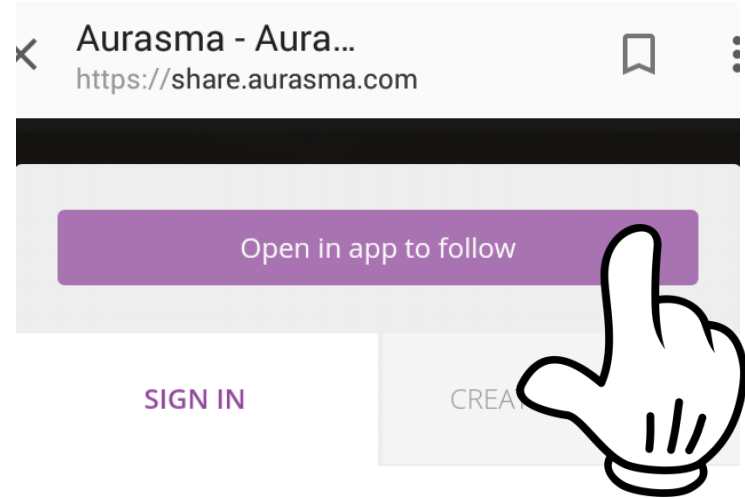 Aurasma - Aura...
https://share.aurasma.com
Open in app to follow
SIGN IN